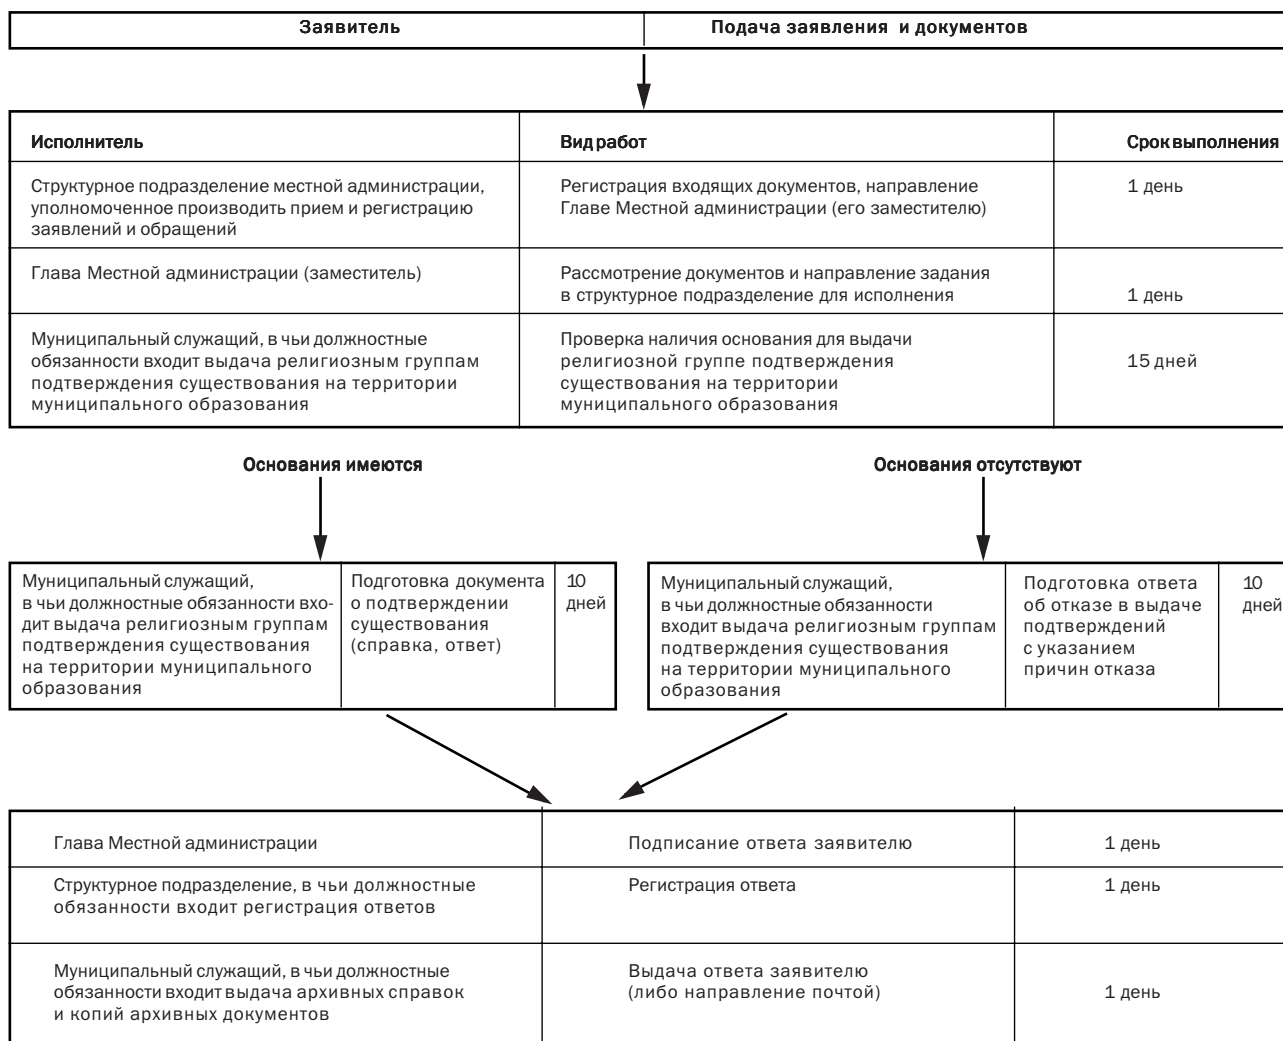 Заявитель
Подача заявления и документов
Исполнитель
Вид работ
Срок выполнения
Структурное подразделение местной администрации,
уполномоченное производить прием и регистрацию
заявлений и обращений
Регистрация входящих документов, направление
Главе Местной администрации (его заместителю)
1 день
Глава Местной администрации (заместитель)
Рассмотрение документов и направление задания
в структурное подразделение для исполнения
1 день
Муниципальный служащий, в чьи должностные
обязанности входит выдача религиозным группам
подтверждения существования на территории
муниципального образования
Проверка наличия основания для выдачи
религиозной группе подтверждения
существования на территории
муниципального образования
15 дней
Основания имеются
Основания отсутствуют
Муниципальный служащий,
в чьи должностные обязанности вхо-
дит выдача религиозным группам
подтверждения существования
на территории муниципального
образования
Подготовка документа
о подтверждении
существования
(справка, ответ)
10
дней
Муниципальный служащий,
в чьи должностные обязанности
входит выдача религиозным группам
подтверждения существования
на территории муниципального
образования
Подготовка ответа
об отказе в выдаче
подтверждений
с указанием
причин отказа
10
дней
Глава Местной администрации
Подписание ответа заявителю
1 день
Структурное подразделение, в чьи должностные
обязанности входит регистрация ответов
Регистрация ответа
1 день
Муниципальный служащий, в чьи должностные
обязанности входит выдача архивных справок
и копий архивных документов
Выдача ответа заявителю
(либо направление почтой)
1 день